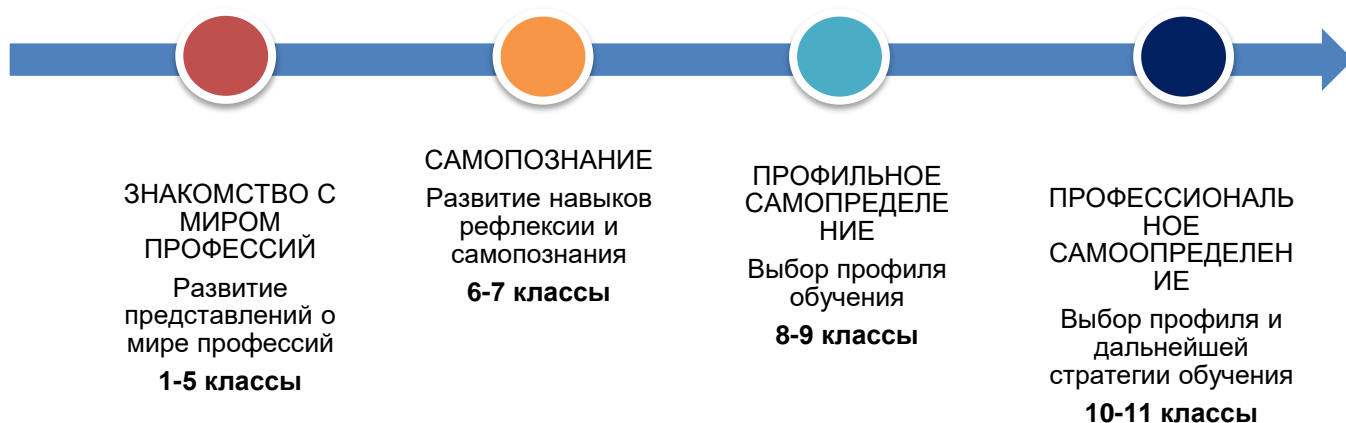 ЗНАКОМСТВО С
МИРОМ
ПРОФЕССИЙ
Развитие
представлений о
мире профессий
1-5 классы
САМОПОЗНАНИЕ
Развитие навыков
рефлексии и
самопознания
6-7 классы
ПРОФИЛЬНОЕ
САМОПРЕДЕЛЕ
НИЕ
Выбор профиля
обучения
8-9 классы
ПРОФЕССИОНАЛЬ
НОЕ
САМООПРЕДЕЛЕН
ИЕ
Выбор профиля и
дальнейшей
стратегии обучения
10-11 классы